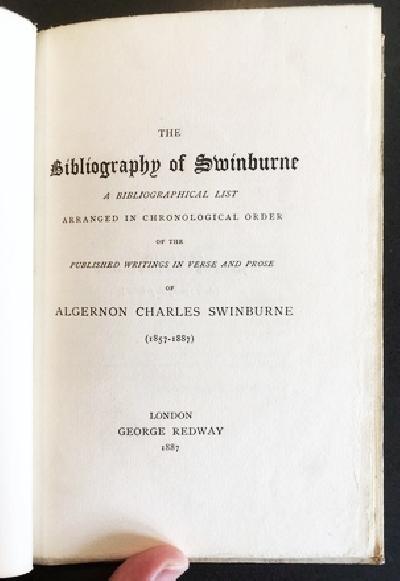 THE
Bibliography of Swinburne
A BIBLIOGRAPHICAL LIST
ARRANGED IN CHRONOLOGICAL ORDER
OF THE
PUBLISHED WRITINGS IN VERSE AND PROSE
OF
ALGERNON CHARLES SWINBURNE
(1857-1887)
LONDON
GEORGE REDWAY
1887